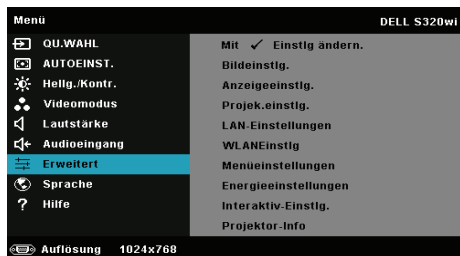 Menü DELL S320wi
QU.WAHL
AUTOEINST.
Hellg./Kontr.
Videomodus
Lautstärke
Audioeingang
Erweitert
Sprache
Hilfe
Mit ✓ Einstlg ändern.
Bildeinstlg.
Anzeigeeinstlg.
Projek.einstlg.
LAN-Einstellungen
WLANEinstlg
Menüeinstellungen
Energieeinstellungen
Interaktiv-Einstlg.
Projektor-Info
Auflösung 1024x768